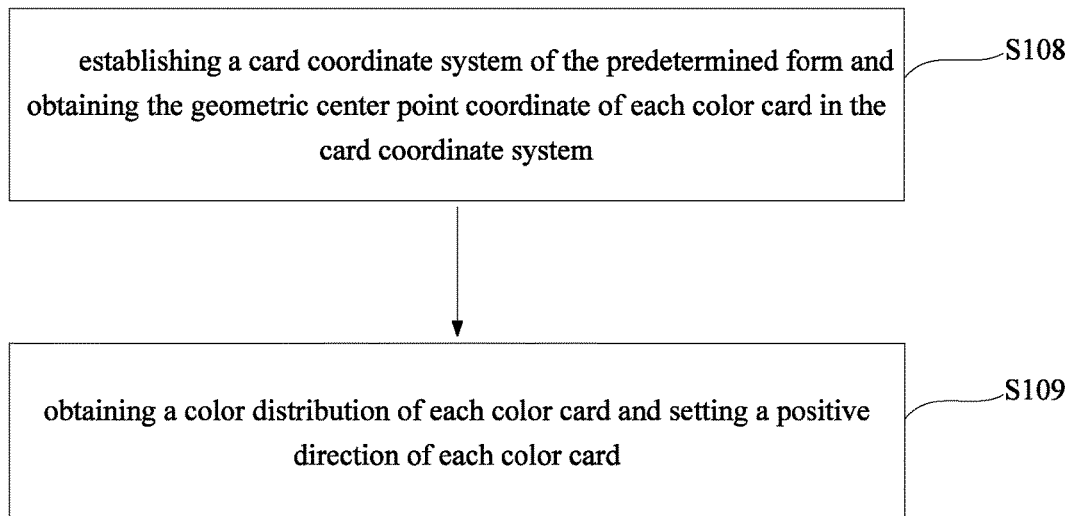 establishing a card coordinate system of the predetermined form and
obtaining the geometric center point coordinate of each color card in the
card coordinate system
S108
obtaining a color distribution of each color card and setting a positive
direction of each color card
S109